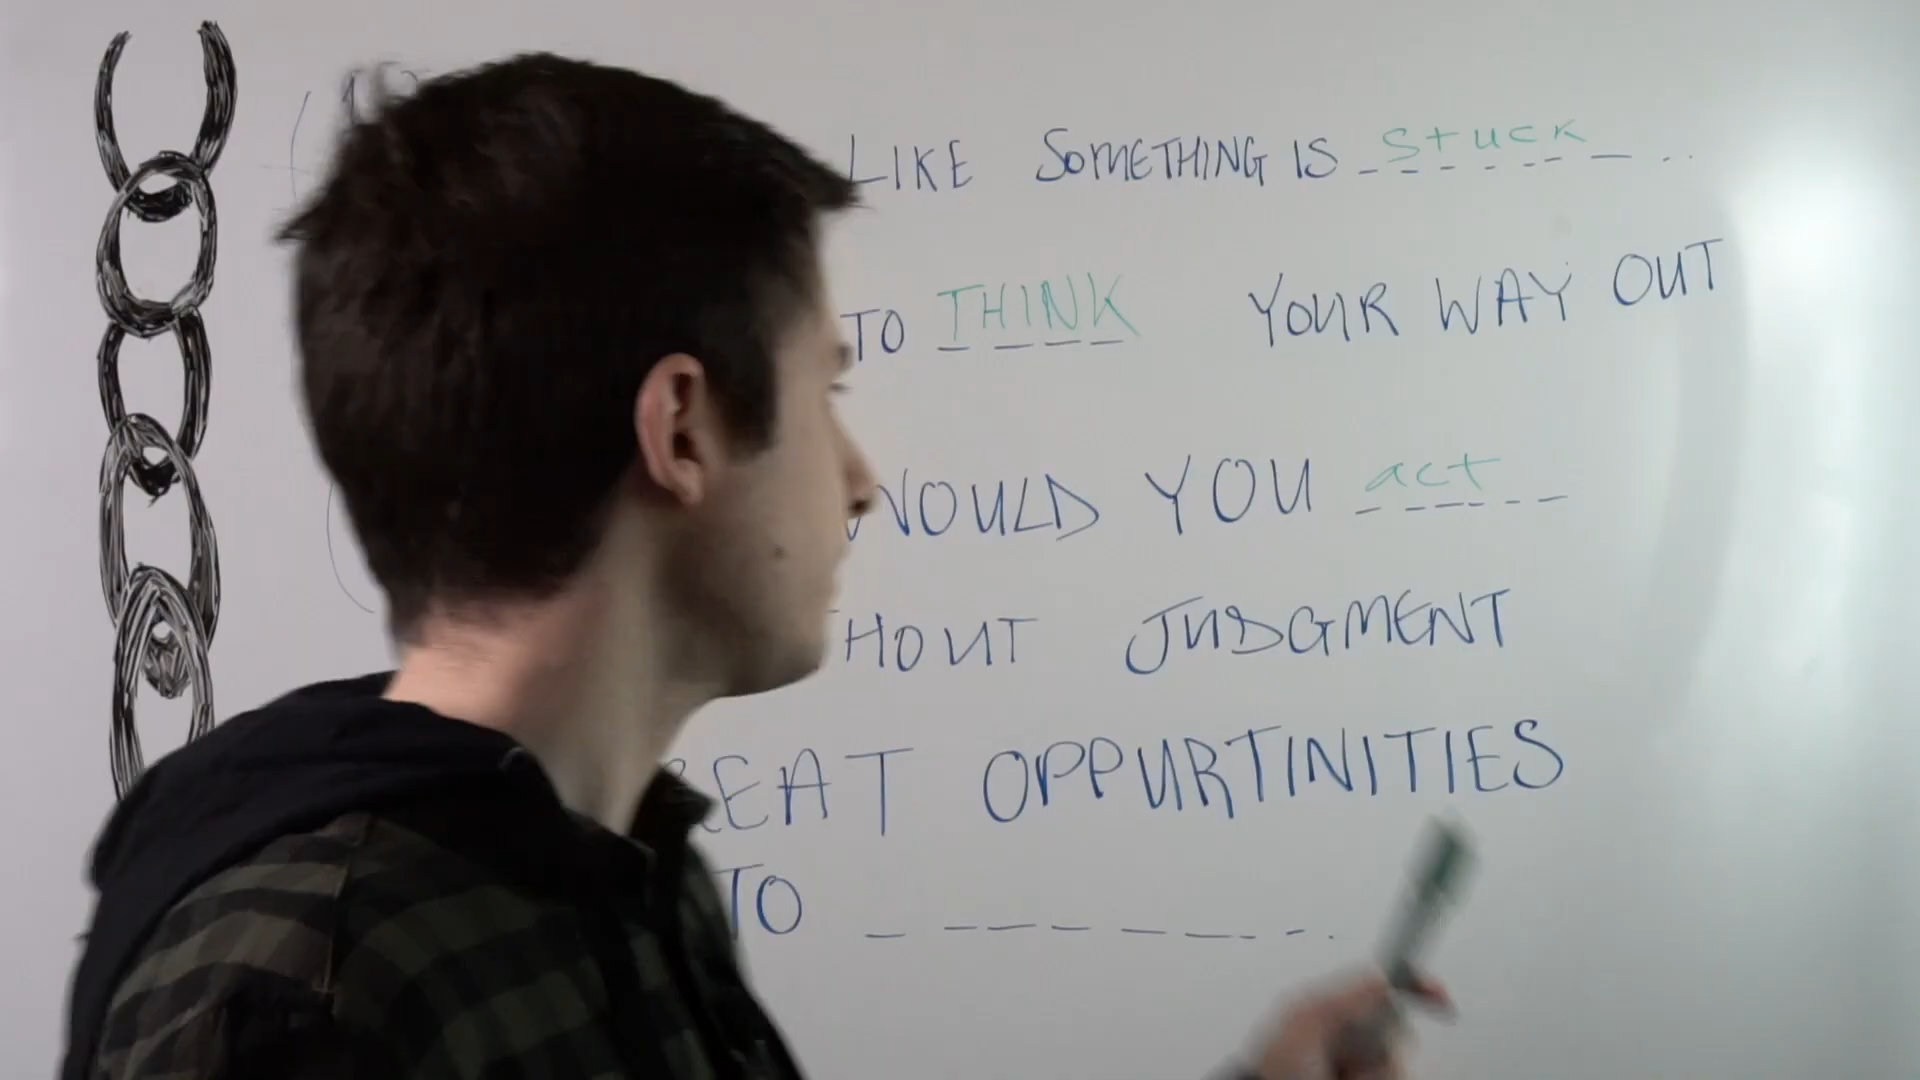 LIKE SOMETHING IS stuck
TO THINK YOUR WAY OUT
WOULD YOU act
HOUT JUDGMENT
REAT OPPURTINITIES
TO